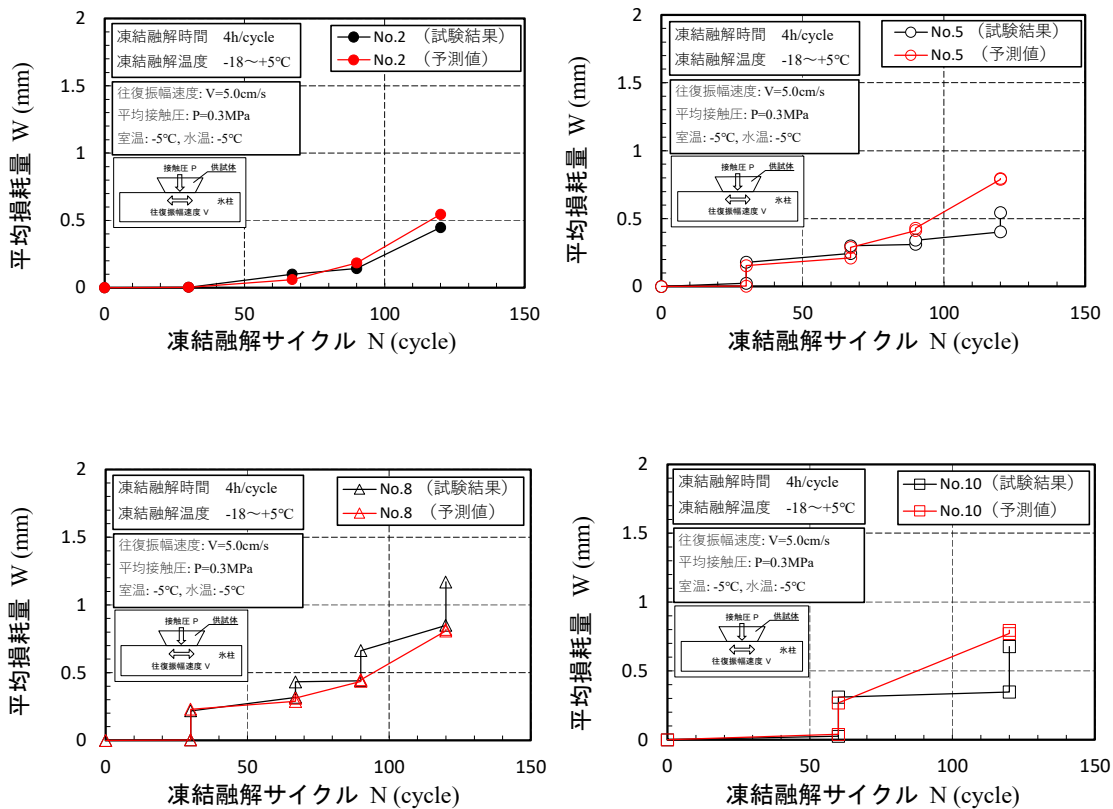 平均損耗量 W (mm)
2
1.5
1
0.5
0
0
50
100
150
凍結融解サイクル N (cycle)
凍結融解時間 4h/cycle
凍結融解温度 -18～+5℃
往復振幅速度: V=5.0cm/s
平均接触圧: P=0.3MPa
室温: -5℃, 水温: -5℃
接触圧 P
供試体
氷柱
往復振幅速度 V
No.2 （試験結果）
No.2 （予測値）
平均損耗量 W (mm)
2
1.5
1
0.5
0
0
50
100
150
凍結融解サイクル N (cycle)
凍結融解時間 4h/cycle
凍結融解温度 -18～+5℃
往復振幅速度: V=5.0cm/s
平均接触圧: P=0.3MPa
室温: -5℃, 水温: -5℃
接触圧 P
供試体
氷柱
往復振幅速度 V
No.5 （試験結果）
No.5 （予測値）
平均損耗量 W (mm)
2
1.5
1
0.5
0
0
50
100
150
凍結融解サイクル N (cycle)
凍結融解時間 4h/cycle
凍結融解温度 -18～+5℃
往復振幅速度: V=5.0cm/s
平均接触圧: P=0.3MPa
室温: -5℃, 水温: -5℃
接触圧 P
供試体
氷柱
往復振幅速度 V
No.8 （試験結果）
No.8 （予測値）
平均損耗量 W (mm)
2
1.5
1
0.5
0
0
50
100
150
凍結融解サイクル N (cycle)
凍結融解時間 4h/cycle
凍結融解温度 -18～+5℃
往復振幅速度: V=5.0cm/s
平均接触圧: P=0.3MPa
室温: -5℃, 水温: -5℃
接触圧 P
供試体
氷柱
往復振幅速度 V
No.10 （試験結果）
No.10 （予測値）